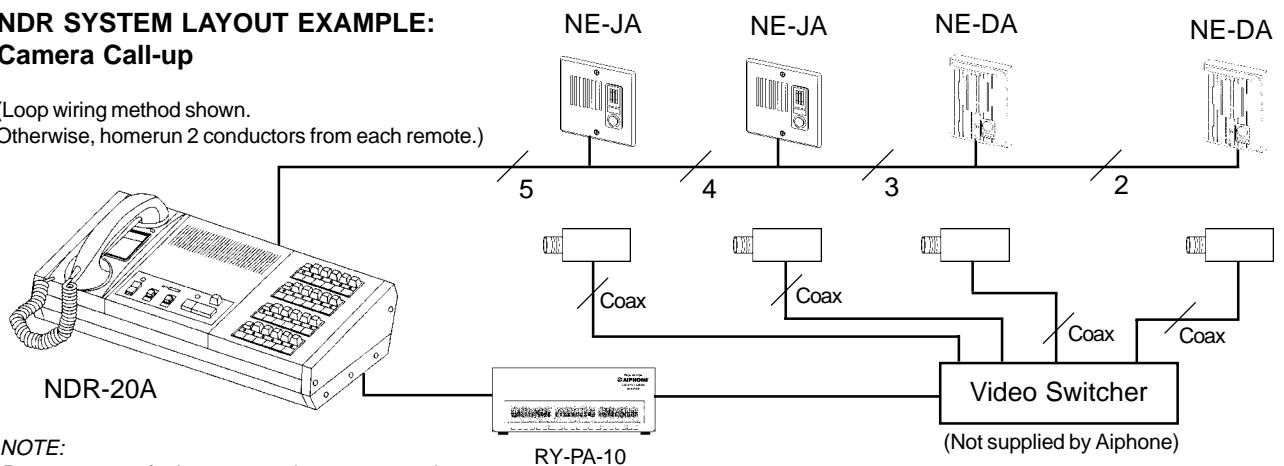 NDR SYSTEM LAYOUT EXAMPLE:
Camera Call-up
(Loop wiring method shown.
Otherwise, homerun 2 conductors from each remote.)
NE-JA
NE-JA
NE-DA
NE-DA
5
4
3
2
Coax
Coax
Coax
Coax
NDR-20A
AIPHONE
RY-PA-10
Video Switcher
(Not supplied by Aiphone)
NOTE: